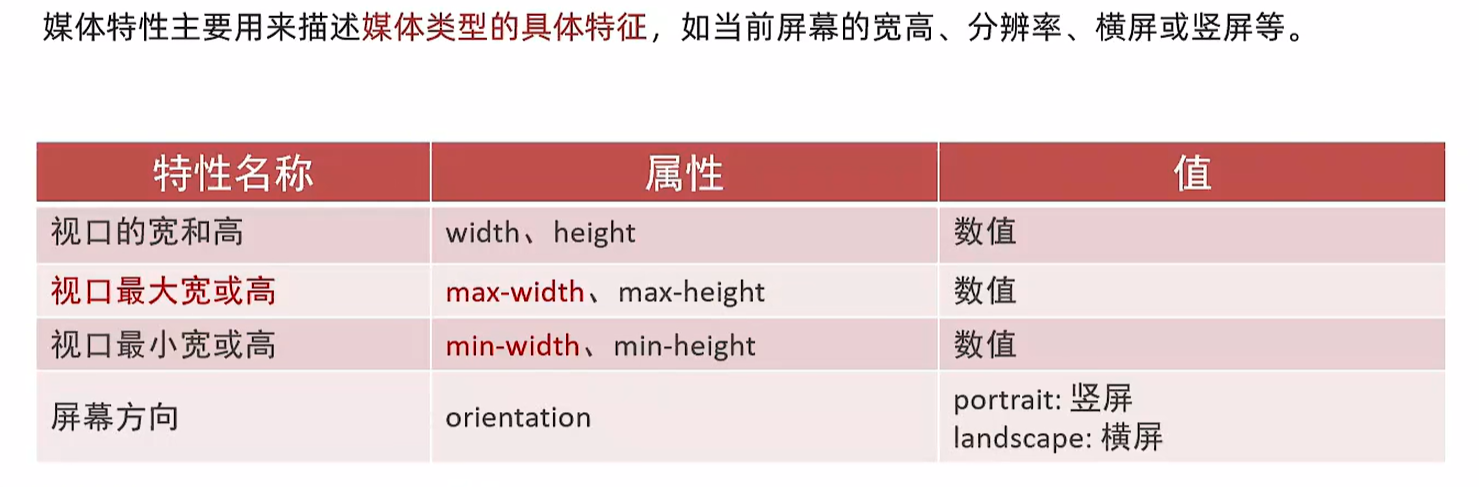 媒体特性主要用来描述媒体类型的具体特征，如当前屏幕的宽高、分辨率、横屏或竖屏等。
特性名称 属性 值
视口的宽和高 width、height 数值
视口最大宽或高 max-width、max-height 数值
视口最小宽或高 min-width、min-height 数值
屏幕方向 orientation portrait: 竖屏
landscape: 横屏